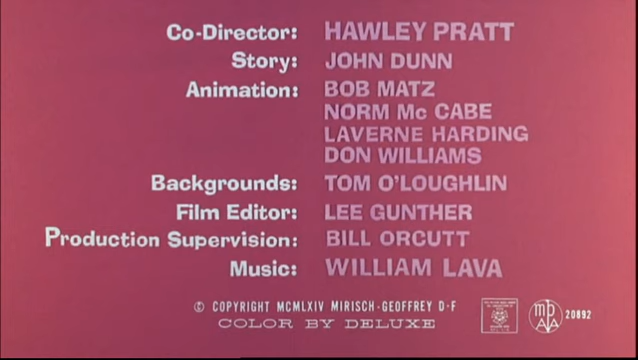 Co-Director: HAWLEY PRATT
Story: JOHN DUNN
Animation: BOB MATZ
NORM Mc CABE
LAVERNE HARDING
DON WILLIAMS
Backgrounds: TOM O'LOUGHLIN
Film Editor: LEE GUNTHER
Production Supervision: BILL ORCUTT
Music: WILLIAM LAVA
© COPYRIGHT MCMLXIV MIRISCH-GEOFFREY D-F
COLOR BY DELUXE
MPAA 20892